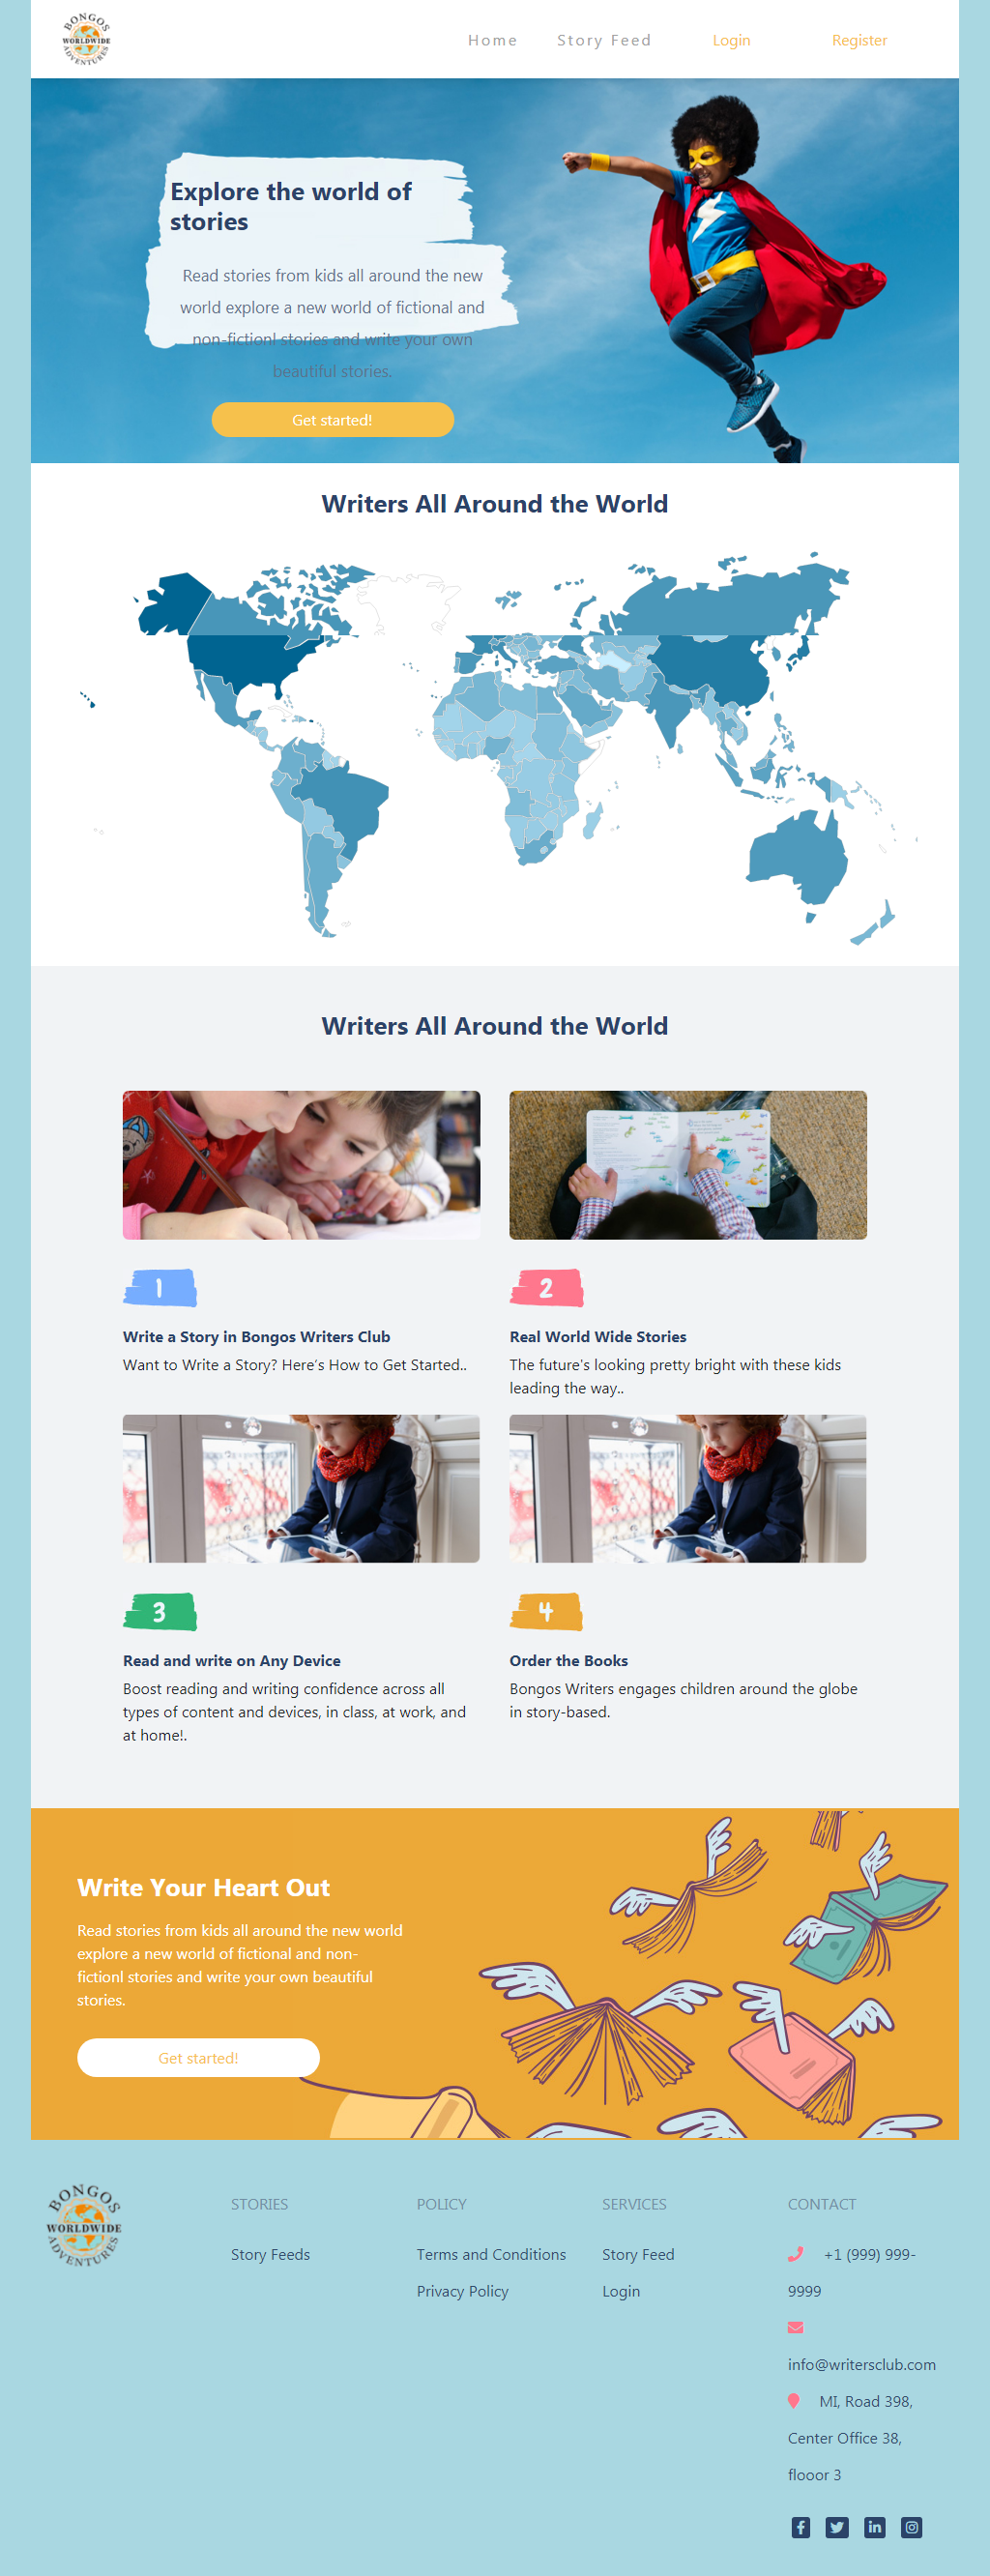 BONGOS
WORLDWIDE
ADVENTURES
Home Story Feed Login Register
Explore the world of
stories
Read stories from kids all around the new
world explore a new world of fictional and
non-fictionl stories and write your own
beautiful stories.
Get started!
Writers All Around the World
Writers All Around the World
1
Write a Story in Bongos Writers Club
Want to Write a Story? Here's How to Get Started..
2
Real World Wide Stories
The future's looking pretty bright with these kids
leading the way..
3
Read and write on Any Device
Boost reading and writing confidence across all
types of content and devices, in class, at work, and
at home!.
4
Order the Books
Bongos Writers engages children around the globe
in story-based.
Write Your Heart Out
Read stories from kids all around the new world
explore a new world of fictional and non-
fictionl stories and write your own beautiful
stories.
Get started!
BONGOS
WORLDWIDE
ADVENTURES
STORIES
Story Feeds
POLICY
Terms and Conditions
Privacy Policy
SERVICES
Story Feed
Login
CONTACT
+1 (999) 999-
9999
info@writersclub.com
MI, Road 398,
Center Office 38,
flooor 3